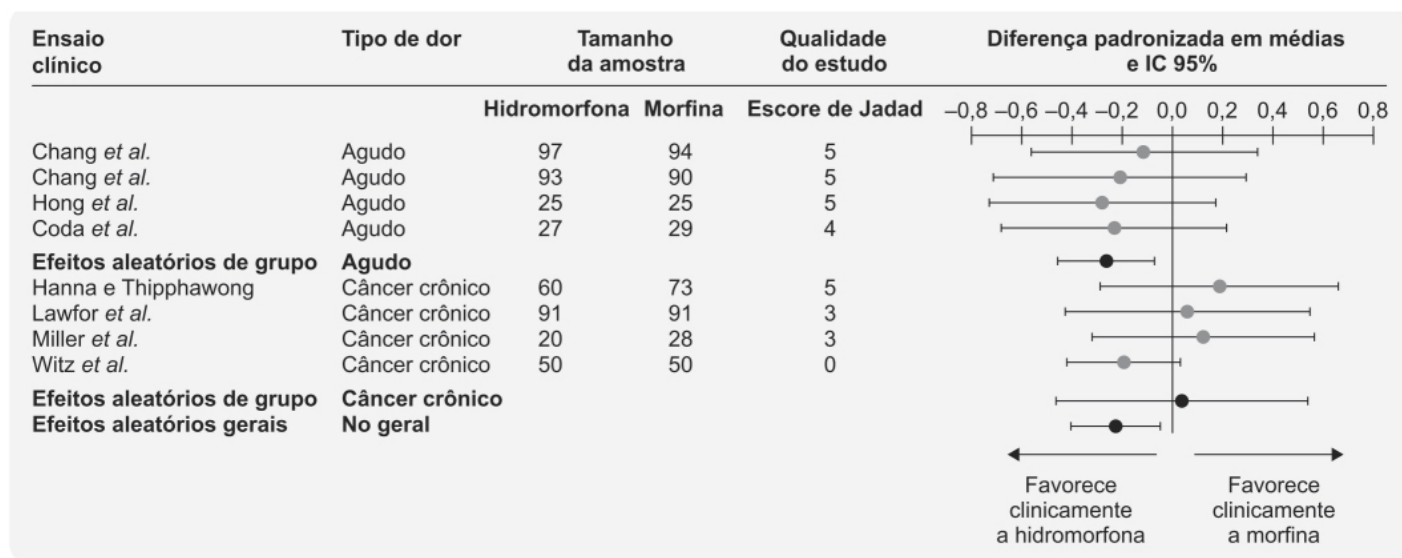 Ensaio clínico Tipo de dor Tamanho da amostra Qualidade do estudo Diferença padronizada em médias e IC 95%
Hidromorfona Morfina Escore de Jadad –0,8 –0,6 –0,4 –0,2 0,0 0,2 0,4 0,6 0,8
Chang et al. Agudo 97 94 5
Chang et al. Agudo 93 90 5
Hong et al. Agudo 25 25 5
Coda et al. Agudo 27 29 4
Efeitos aleatórios de grupo Agudo
Hanna e Thipphawong Câncer crônico 60 73 5
Lawfor et al. Câncer crônico 91 91 3
Miller et al. Câncer crônico 20 28 3
Witz et al. Câncer crônico 50 50 0
Efeitos aleatórios de grupo Câncer crônico
Efeitos aleatórios gerais No geral
Favorece clinicamente a hidromorfona
Favorece clinicamente a morfina